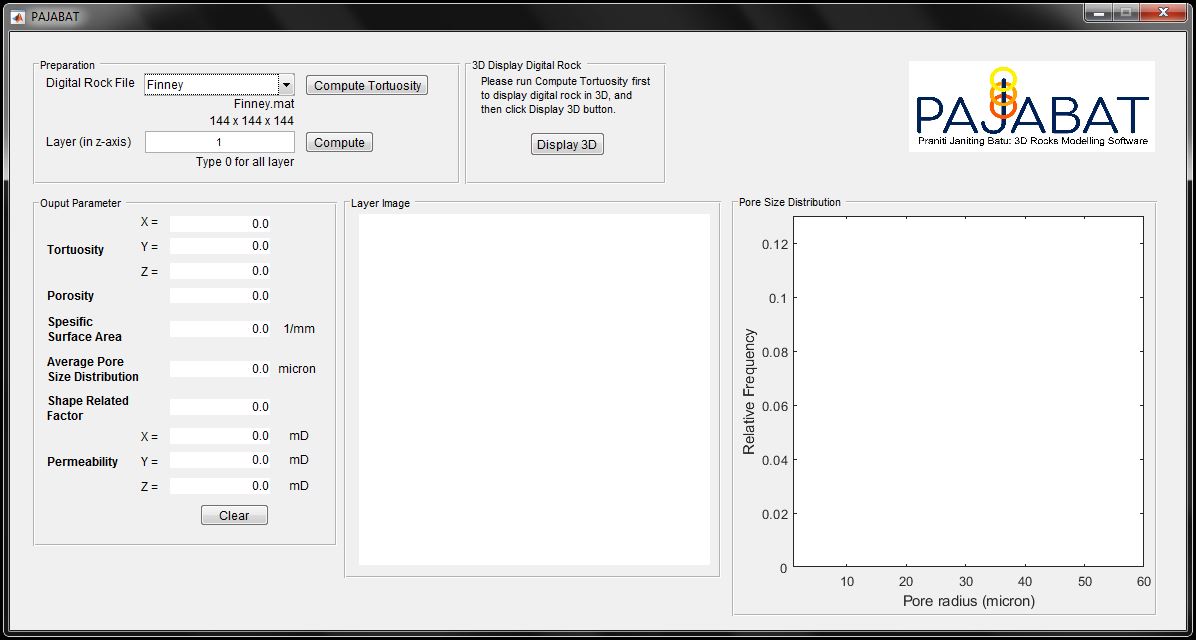 PAJABAT
Preparation
Digital Rock File
Finney
Compute Tortuosity
Finney.mat
144 x 144 x 144
Layer (in z-axis)
1
Compute
Type 0 for all layer
3D Display Digital Rock
Please run Compute Tortuosity first
to display digital rock in 3D, and
then click Display 3D button.
Display 3D
PAJABAT
Praniti Janiting Batu: 3D Rocks Modelling Software
Ouput Parameter
X = 0.0
Tortuosity Y = 0.0
Z = 0.0
Porosity 0.0
Spesific
Surface Area 0.0 1/mm
Average Pore
Size Distribution 0.0 micron
Shape Related
Factor 0.0
X = 0.0 mD
Permeability Y = 0.0 mD
Z = 0.0 mD
Clear
Layer Image
Pore Size Distribution
Relative Frequency
0.12
0.1
0.08
0.06
0.04
0.02
0
10 20 30 40 50 60
Pore radius (micron)